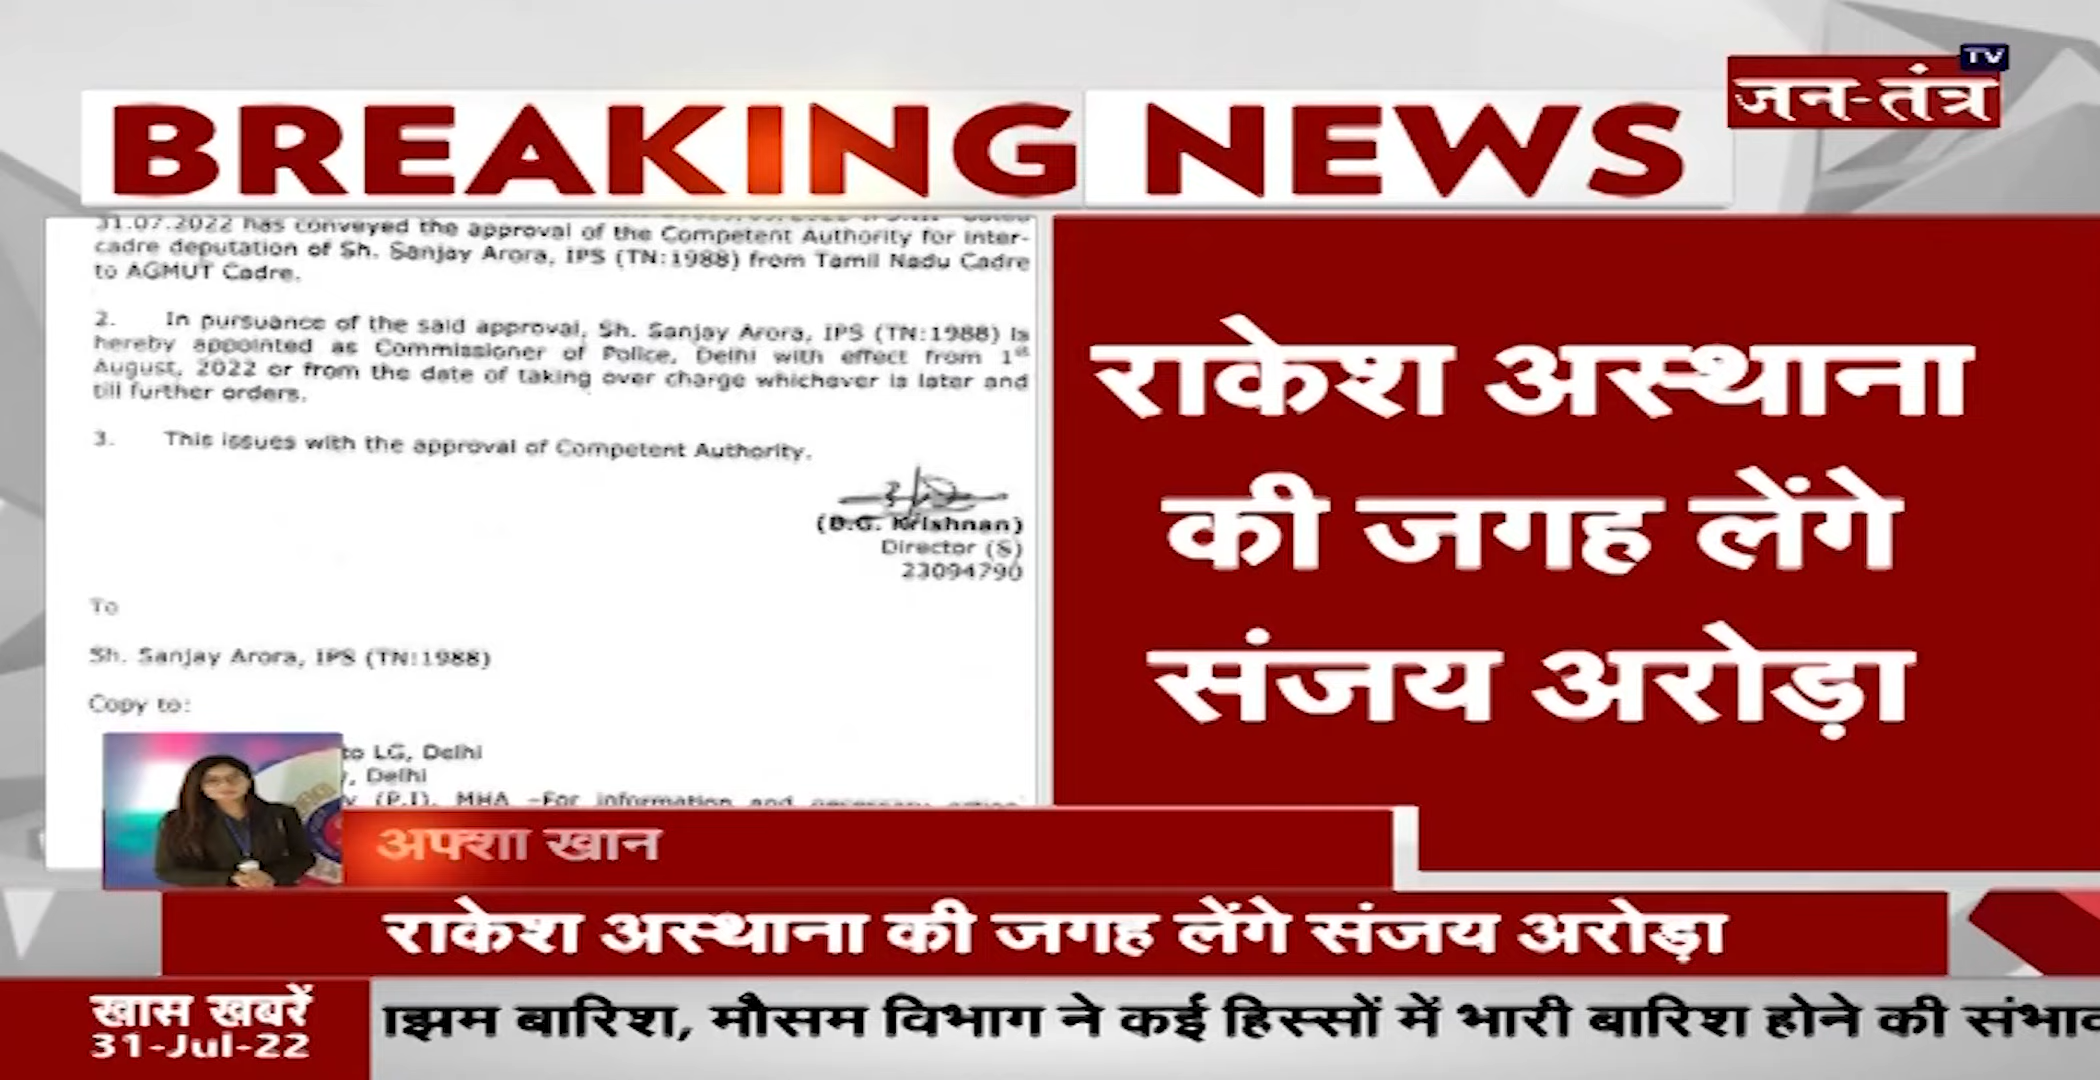 TV
जन-तंत्र
BREAKING NEWS
31.07.2022 has conveyed the approval of the Competent Authority for inter-
cadre deputation of Sh. Sanjay Arora, IPS (TN:1988) from Tamil Nadu Cadre
to AGMUT Cadre.
2. In pursuance of the said approval, Sh. Sanjay Arora, IPS (TN:1988) is
hereby appointed as Commissioner of Police, Delhi with effect from 1st
August, 2022 or from the date of taking over charge whichever is later and
till further orders.
3. This issues with the approval of Competent Authority.
(B.G. Krishnan)
Director (S)
23094790
To
Sh. Sanjay Arora, IPS (TN:1988)
Copy to:
to LG, Delhi
, Delhi
(P.I), MHA -For information and necessary action
राकेश अस्थाना
की जगह लेंगे
संजय अरोड़ा
अफ्शा खान
राकेश अस्थाना की जगह लेंगे संजय अरोड़ा
खास खबरें
31-Jul-22
ाझम बारिश, मौसम विभाग ने कई हिस्सों में भारी बारिश होने की संभाव